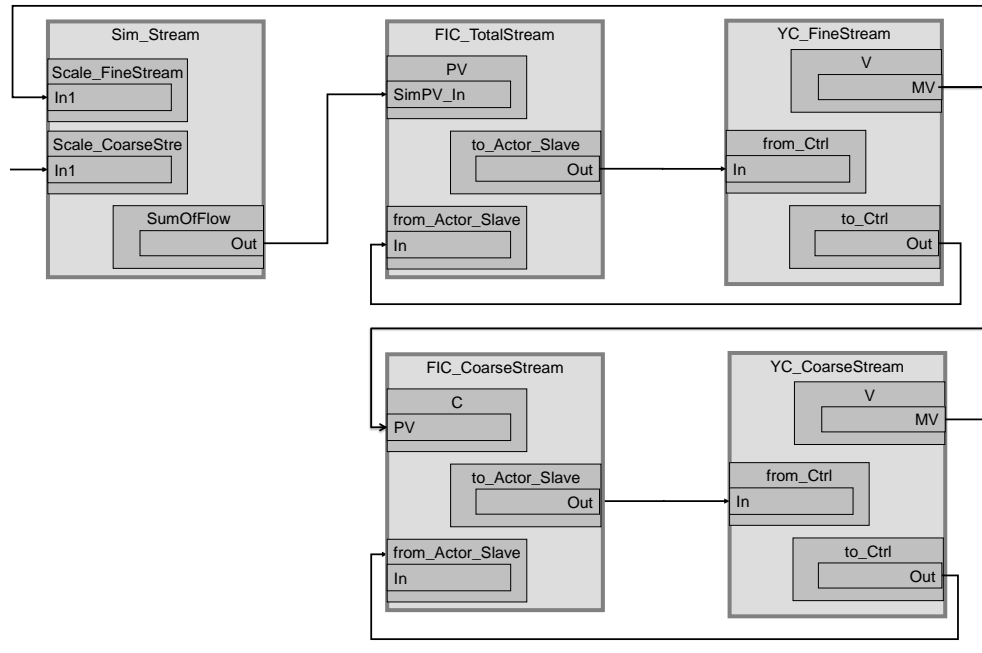 Sim_Stream
Scale_FineStream
In1
Scale_CoarseStre
In1
SumOfFlow
Out
FIC_TotalStream
PV
SimPV_In
to_Actor_Slave
Out
from_Actor_Slave
In
YC_FineStream
V
MV
from_Ctrl
In
to_Ctrl
Out
FIC_CoarseStream
C
PV
to_Actor_Slave
Out
from_Actor_Slave
In
YC_CoarseStream
V
MV
from_Ctrl
In
to_Ctrl
Out